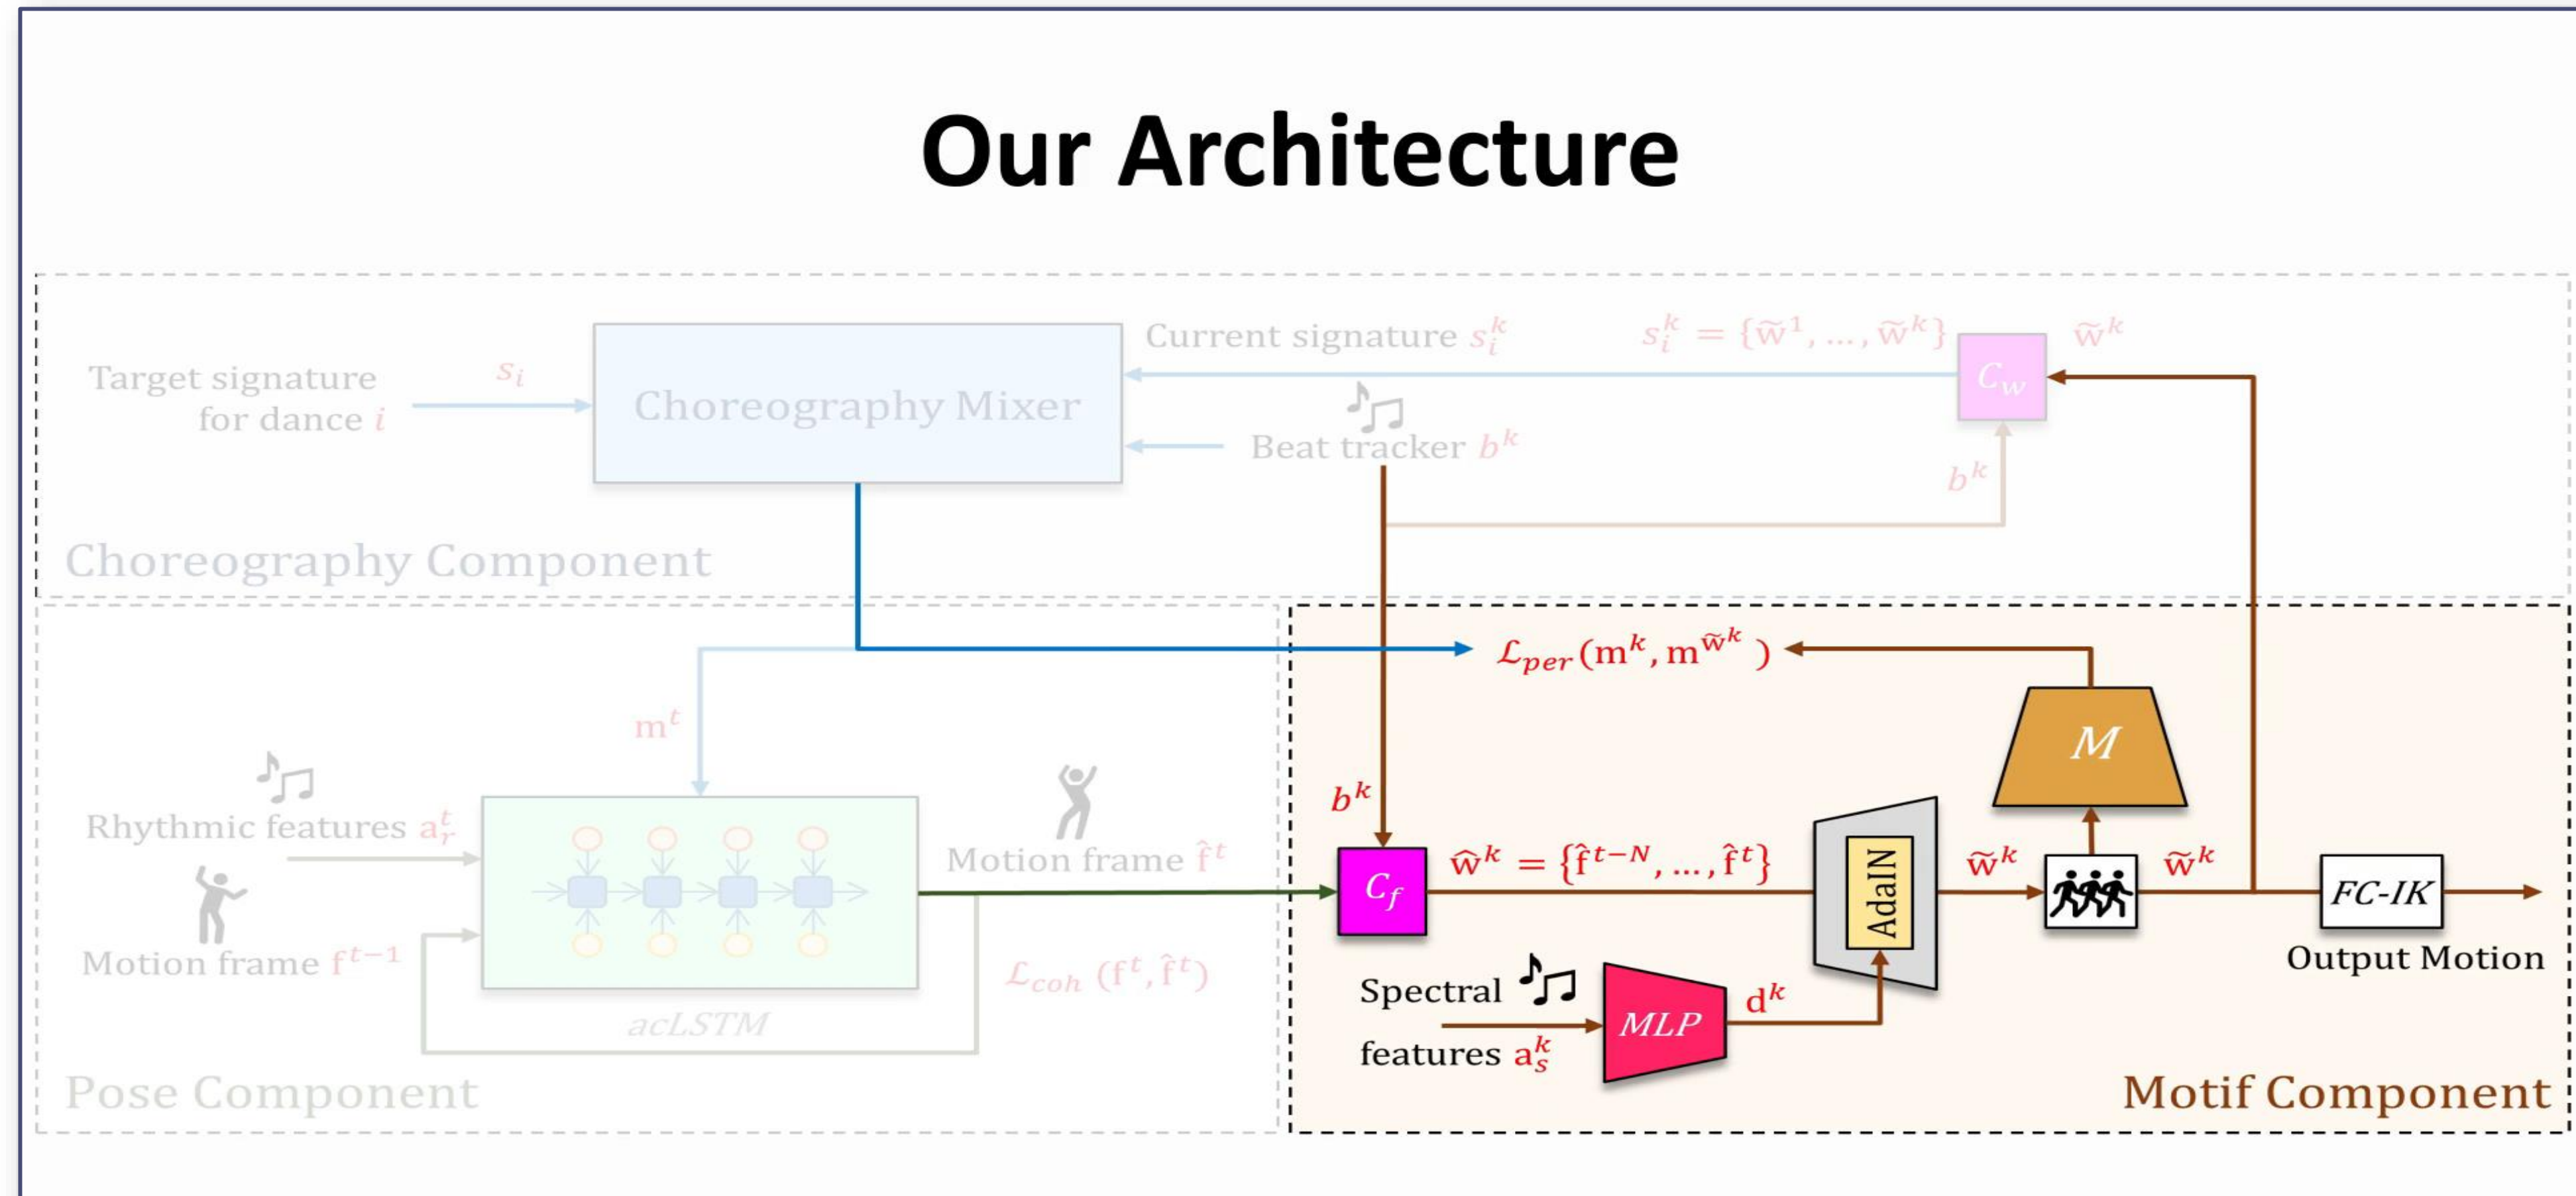 Our Architecture
Target signature
for dance i
sᵢ
Choreography Mixer
Current signature sᵢᵏ
sᵢᵏ = {w̃¹, …, w̃ᵏ}
C_w
w̃ᵏ
Beat tracker bᵏ
bᵏ
Choreography Component
mᵗ
Rhythmic features aᵣᵗ
Motion frame fᵗ⁻¹
acLSTM
Motion frame f̂ᵗ
ℒ_coh (fᵗ, f̂ᵗ)
Pose Component
ℒ_per(mᵏ, m^w̃ᵏ )
M
bᵏ
C_f
ŵᵏ = {f̂ᵗ⁻ᴺ, …, f̂ᵗ}
AdaIN
w̃ᵏ
w̃ᵏ
FC-IK
Output Motion
Spectral
features aₛᵏ
MLP
dᵏ
Motif Component